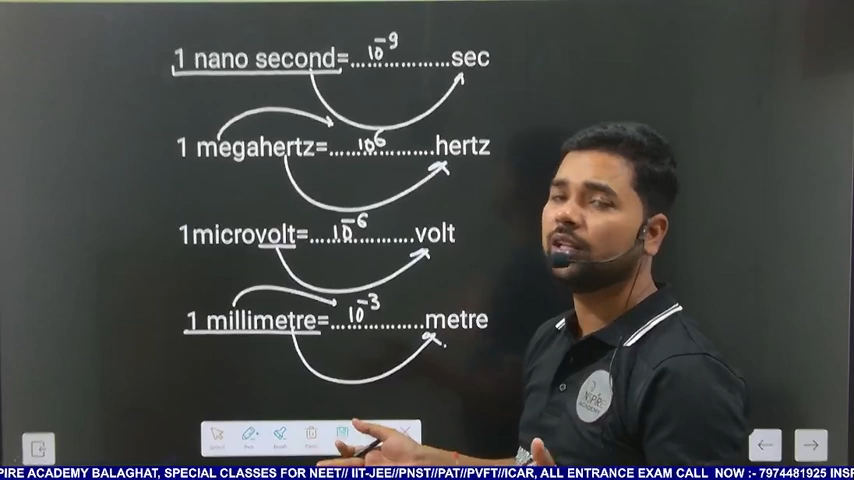 1 nano second=...10⁻⁹...............sec
1 megahertz=.....10⁶........hertz
1microvolt=....10⁻⁶........volt
1 millimetre=...10⁻³..........metre
NSPIRE
ACADEMY
PIRE ACADEMY BALAGHAT, SPECIAL CLASSES FOR NEET// IIT-JEE//PNST//PAT//PVFT//ICAR, ALL ENTRANCE EXAM CALL NOW :- 7974481925 INSP